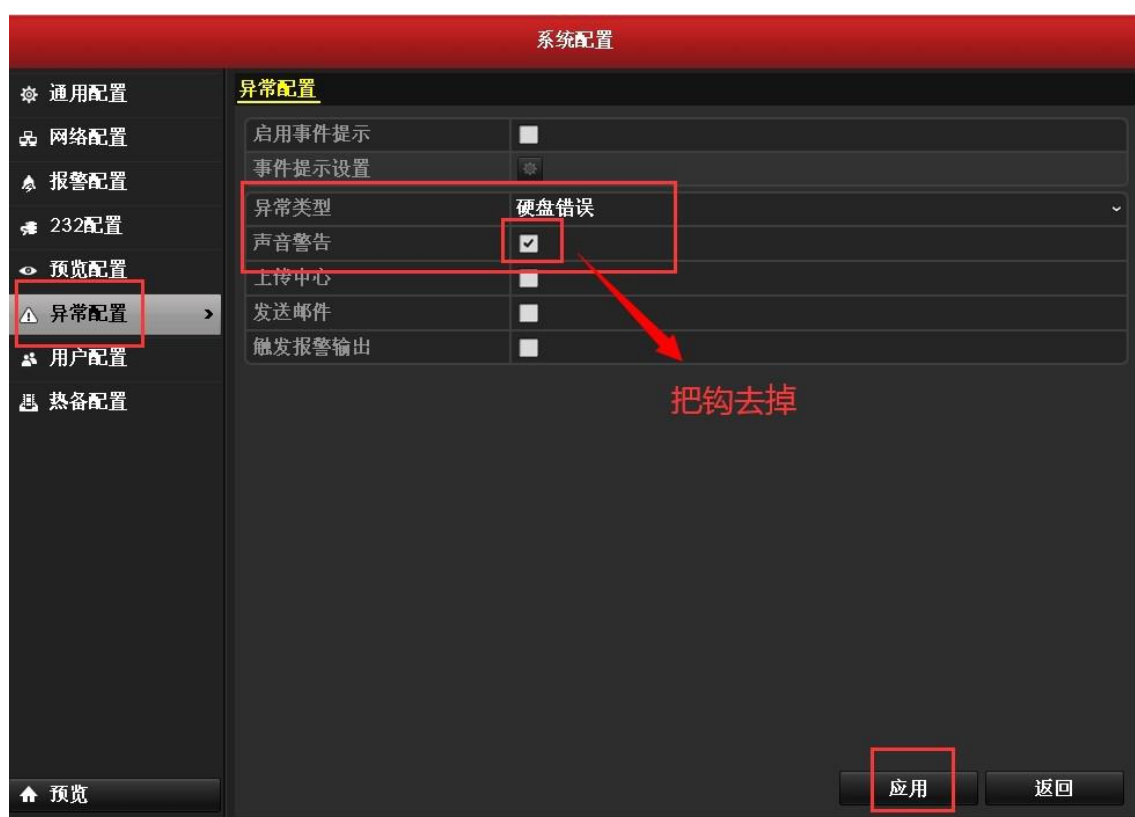 系统配置
通用配置
网络配置
报警配置
232配置
预览配置
异常配置
用户配置
热备配置
预览
异常配置
启用事件提示
事件提示设置
异常类型 硬盘错误
声音警告
上传中心
发送邮件
触发报警输出
把钩去掉
应用 返回